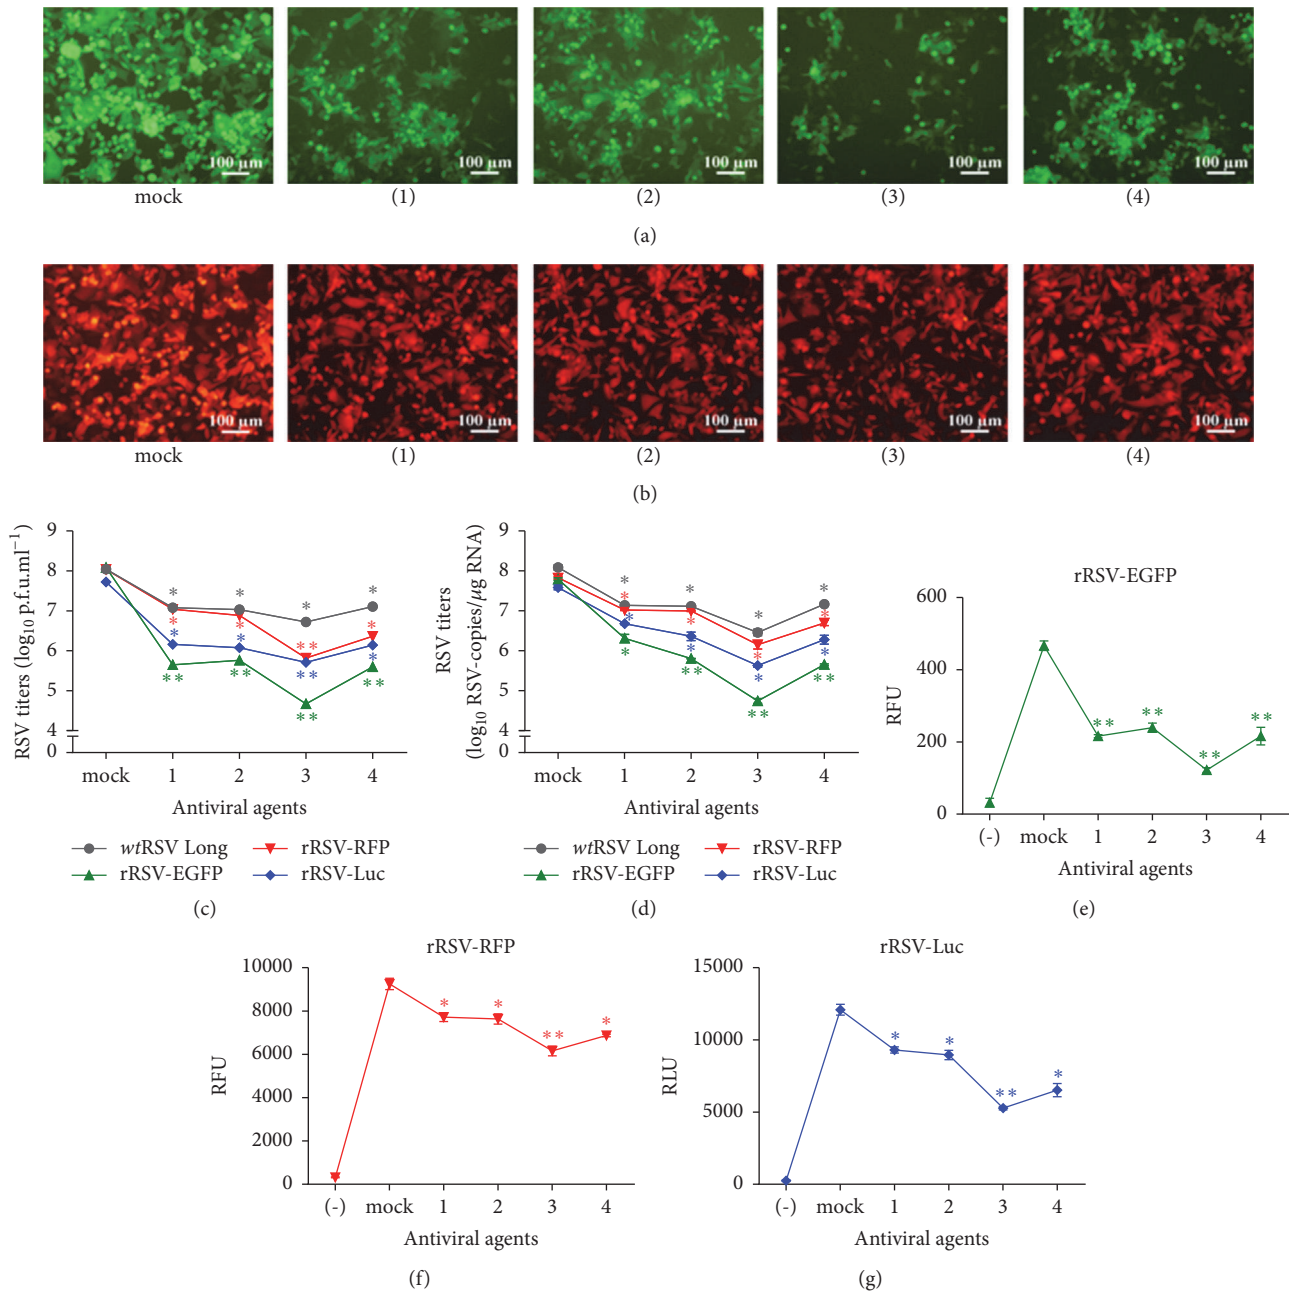 100 μm 100 μm 100 μm 100 μm 100 μm
mock (1) (2) (3) (4)
(a)
100 μm 100 μm 100 μm 100 μm 100 μm
mock (1) (2) (3) (4)
(b)
RSV titers (log10 p.f.u.ml−1)
9
8
7
6
5
4
0
* * * *
* * ** *
* * ** *
** ** ** **
mock 1 2 3 4
Antiviral agents
wtRSV Long rRSV-RFP
rRSV-EGFP rRSV-Luc
(c)
RSV titers
(log10 RSV-copies/μg RNA)
9
8
7
6
5
4
0
* * * *
* * * *
* * * *
* ** ** **
mock 1 2 3 4
Antiviral agents
wtRSV Long rRSV-RFP
rRSV-EGFP rRSV-Luc
(d)
rRSV-EGFP
RFU
600
400
200
0
** ** ** **
(-) mock 1 2 3 4
Antiviral agents
(e)
rRSV-RFP
RFU
10000
8000
6000
4000
2000
0
* * ** *
(-) mock 1 2 3 4
Antiviral agents
(f)
rRSV-Luc
RLU
15000
10000
5000
0
* * ** *
(-) mock 1 2 3 4
Antiviral agents
(g)